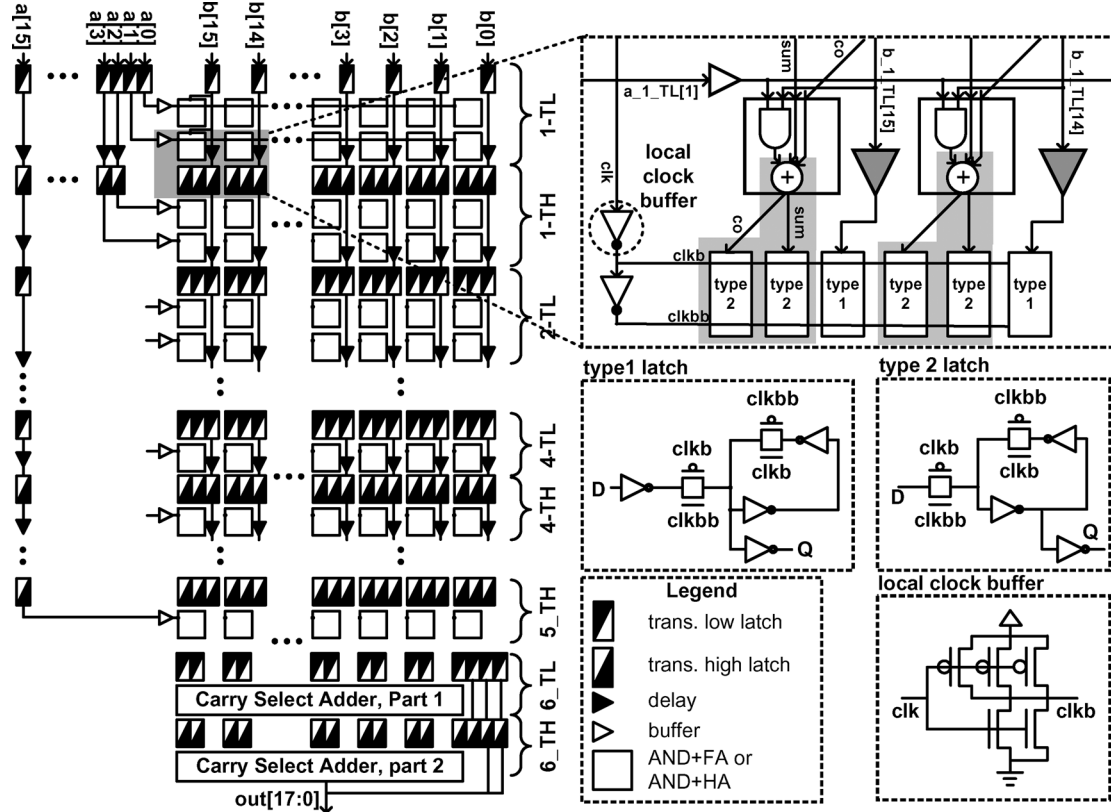 a[15]
a[3]
a[2]
a[1]
a[0]
b[15]
b[14]
b[3]
b[2]
b[1]
b[0]
1-TL
1-TH
2-TL
4-TL
4-TH
5_TH
6_TL
6_TH
Carry Select Adder, Part 1
Carry Select Adder, part 2
out[17:0]
a_1_TL[1]
sum
co
b_1_TL[15]
b_1_TL[14]
clk
local
clock
buffer
+
+
co
sum
clkb
clkbb
type
2
type
2
type
1
type
2
type
2
type
1
type1 latch
D
clkb
clkbb
clkbb
clkb
Q
type 2 latch
D
clkb
clkbb
clkbb
clkb
Q
Legend
trans. low latch
trans. high latch
delay
buffer
AND+FA or
AND+HA
local clock buffer
clk
clkb